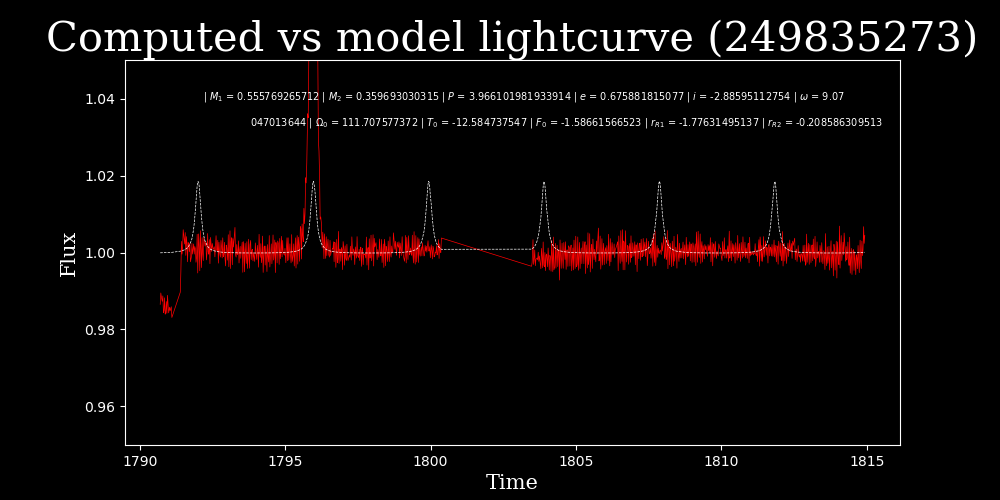 Computed vs model lightcurve (249835273)
| M₁ = 0.555769265712 | M₂ = 0.359693030315 | P = 3.966101981933914 | e = 0.675881815077 | i = -2.88595112754 | ω = 9.07
047013644 | Ω₀ = 111.707577372 | T₀ = -12.584737547 | F₀ = -1.58661566523 | r_R1 = -1.77631495137 | r_R2 = -0.208586309513
1.04
1.02
1.00
0.98
0.96
Flux
1790 1795 1800 1805 1810 1815
Time